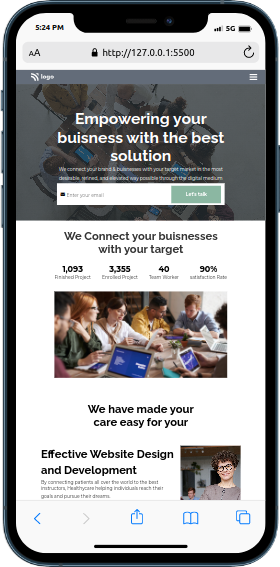 5:24 PM 5G
AA http://127.0.0.1:5500
logo
Empowering your
buisness with the best
solution
We connect your brand & businesses with your target market in the most
desirable, refined, and elevated way possible through the digital medium
Enter your email Let's talk
We Connect your buisnesses
with your target
1,093 3,355 40 90%
Finished Project Enrolled Project Team Worker satisfaction Rate
We have made your
care easy for your
Effective Website Design
and Development
By connecting patients all over the world to the best
instructors, Healthcare helping individuals reach their
goals and pursue their dreams.